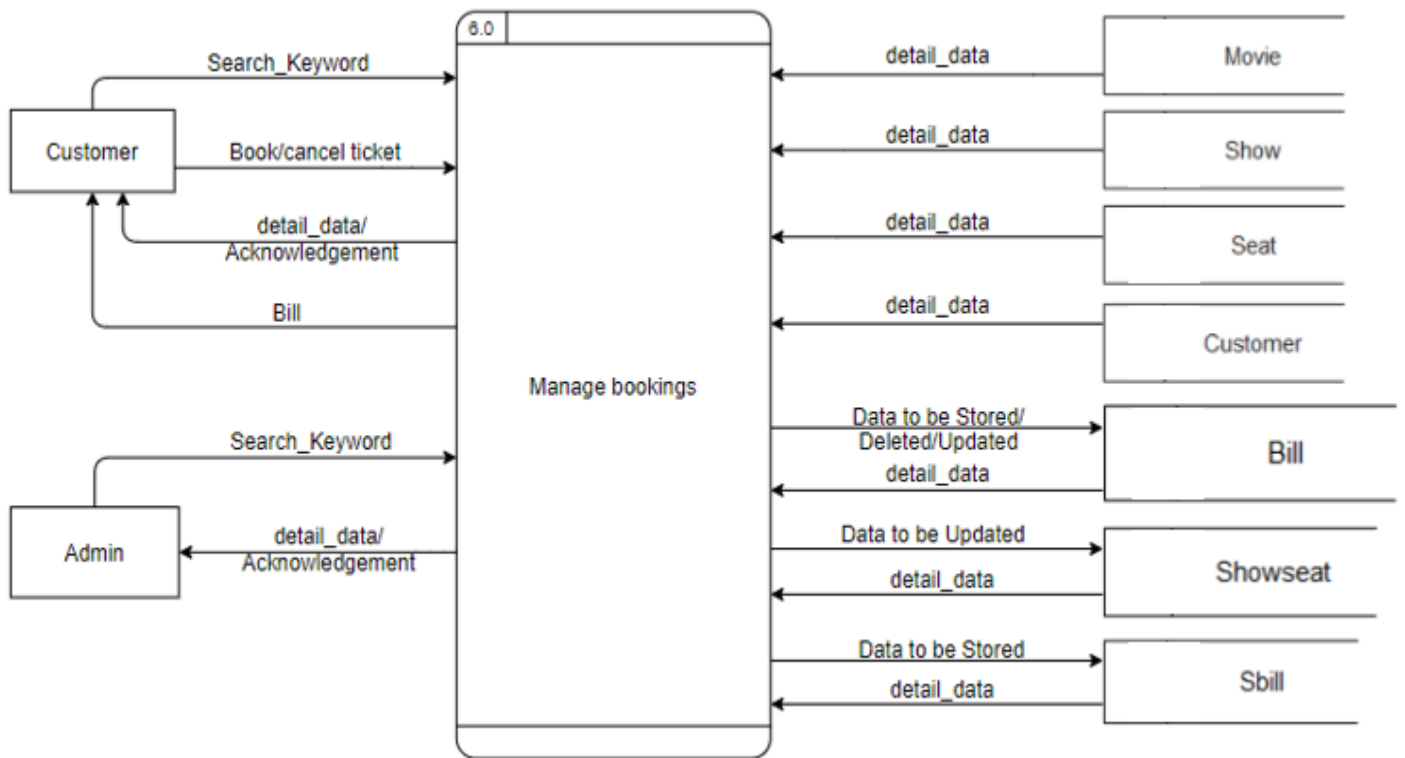 6.0
Search_Keyword
Customer
Book/cancel ticket
detail_data/
Acknowledgement
Bill
Manage bookings
Search_Keyword
Admin
detail_data/
Acknowledgement
detail_data
Movie
detail_data
Show
detail_data
Seat
detail_data
Customer
Data to be Stored/
Deleted/Updated
detail_data
Bill
Data to be Updated
detail_data
Showseat
Data to be Stored
detail_data
Sbill